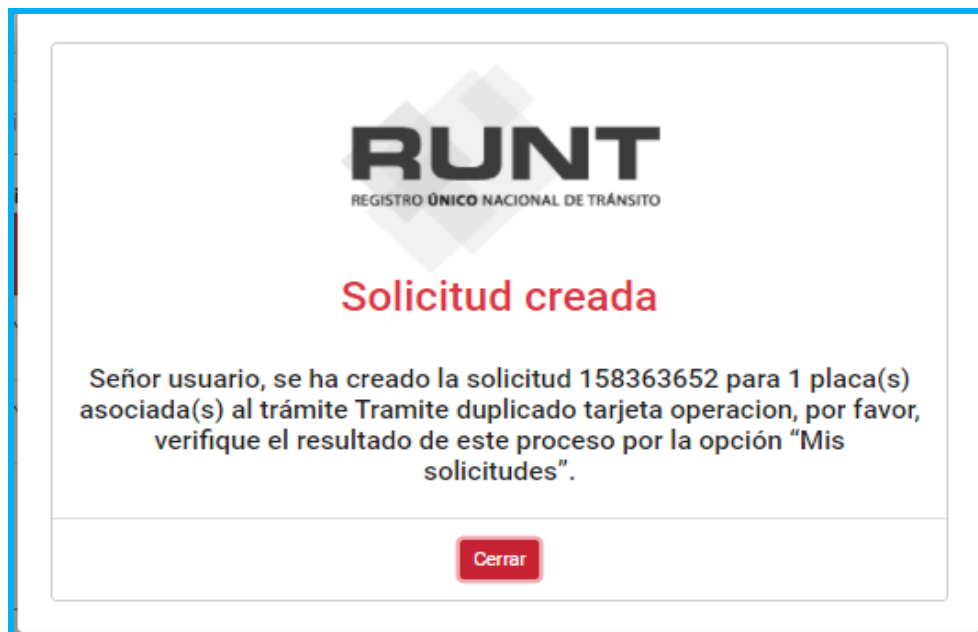 RUNT
REGISTRO ÚNICO NACIONAL DE TRÁNSITO
Solicitud creada
Señor usuario, se ha creado la solicitud 158363652 para 1 placa(s)
asociada(s) al trámite Tramite duplicado tarjeta operacion, por favor,
verifique el resultado de este proceso por la opción “Mis
solicitudes”.
Cerrar